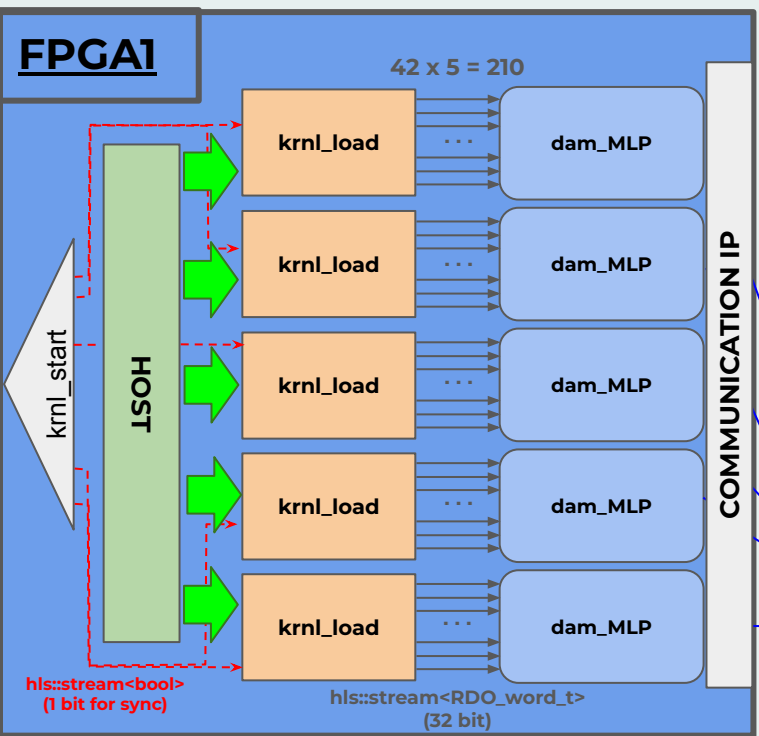 FPGA1
42 x 5 = 210
krnl_load
. . .
dam_MLP
krnl_load
. . .
dam_MLP
krnl_start
HOST
krnl_load
. . .
dam_MLP
COMMUNICATION IP
krnl_load
. . .
dam_MLP
krnl_load
. . .
dam_MLP
hls::stream<bool>
(1 bit for sync)
hls::stream<RDO_word_t>
(32 bit)